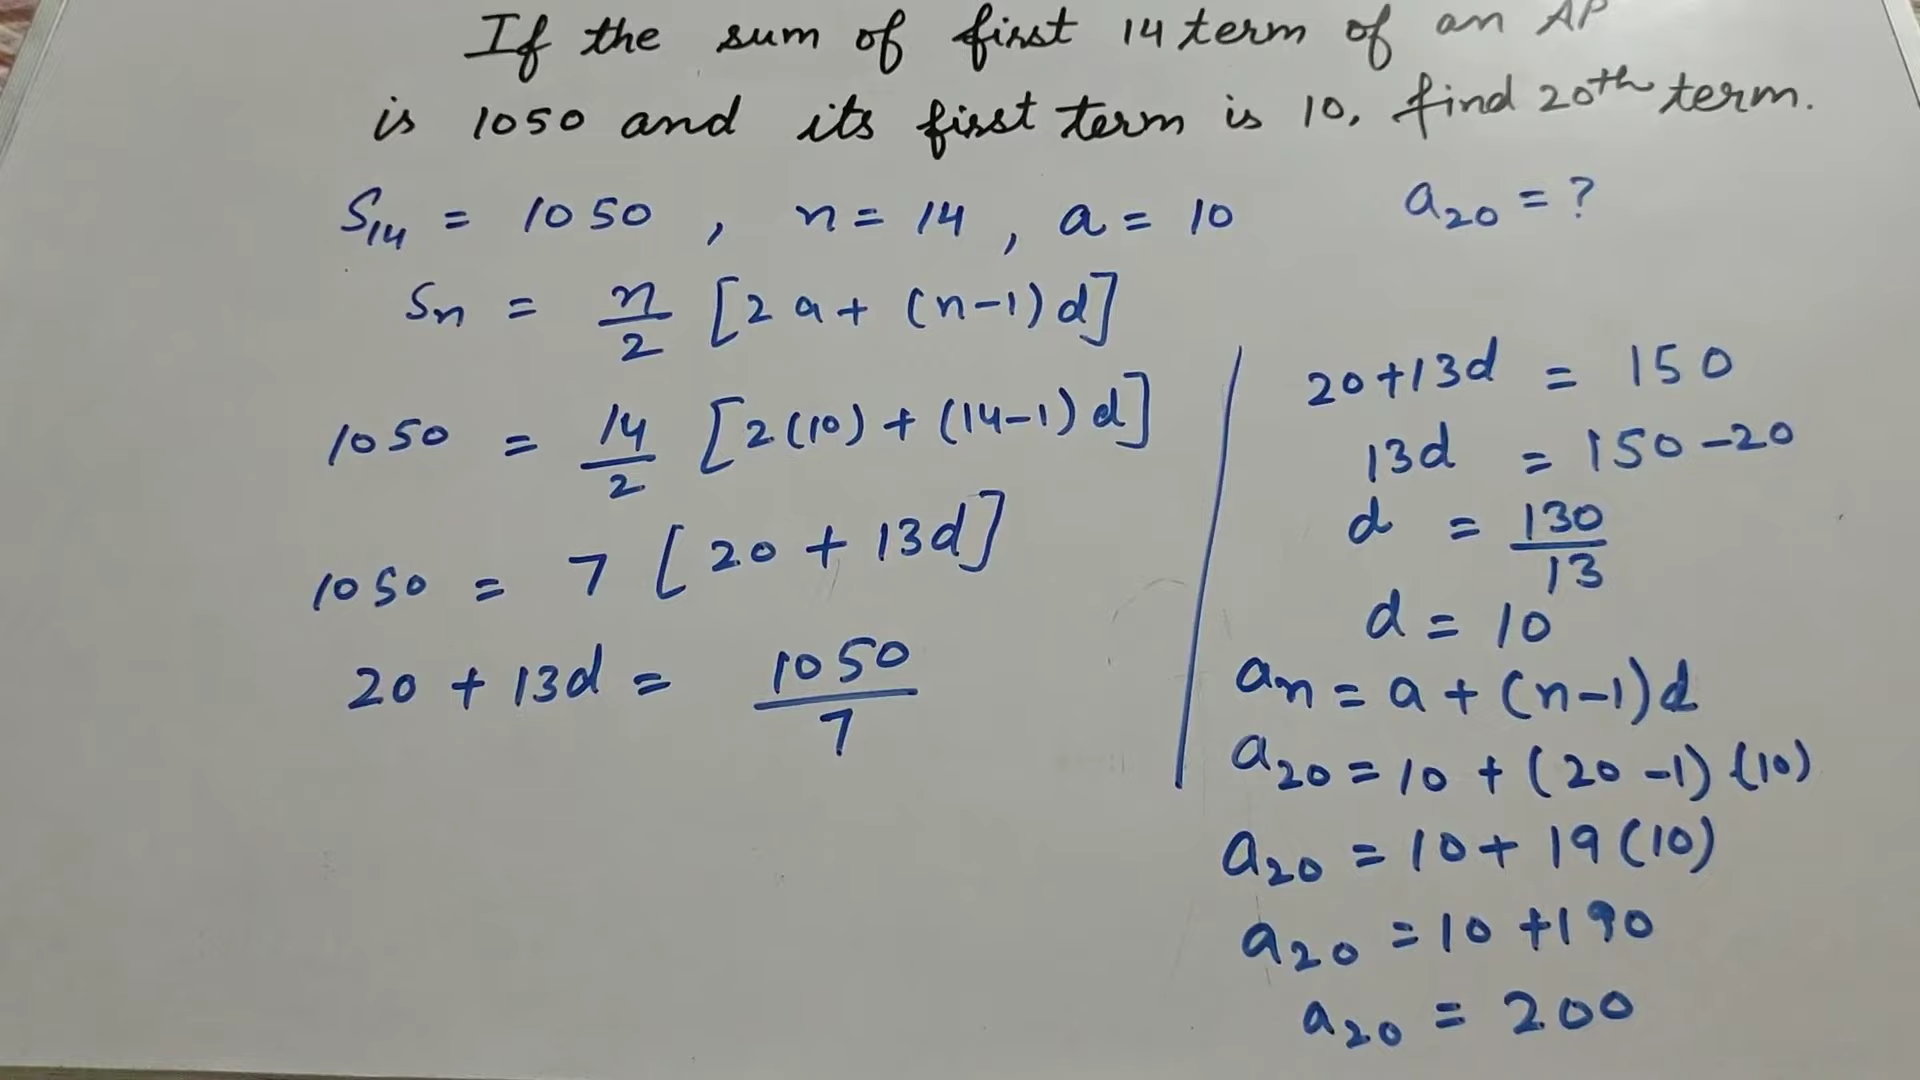 If the sum of first 14 term of an AP
is 1050 and its first term is 10, find 20th term.
S14 = 1050 , n = 14 , a = 10
a20 = ?
Sn = n/2 [2a + (n-1)d]
1050 = 14/2 [2(10) + (14-1)d]
1050 = 7 [20 + 13d]
20 + 13d = 1050/7
20+13d = 150
13d = 150-20
d = 130/13
d = 10
an = a + (n-1)d
a20 = 10 + (20-1)(10)
a20 = 10 + 19(10)
a20 = 10 + 190
a20 = 200